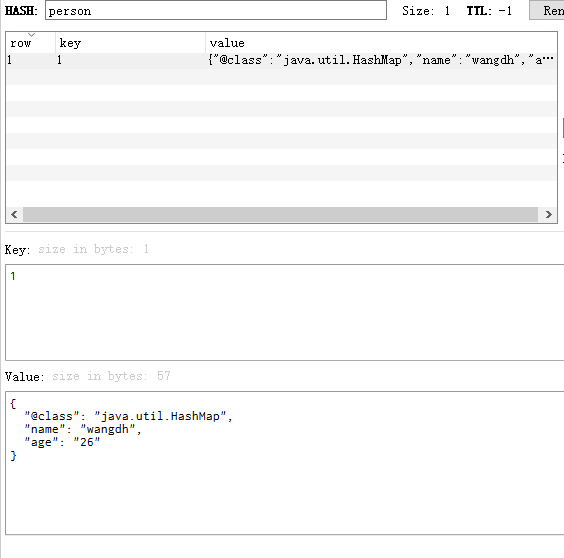 HASH: person Size: 1 TTL: -1 Ren
row key value
1 1 {"@class":"java.util.HashMap","name":"wangdh","a…
Key: size in bytes: 1
1
Value: size in bytes: 57
{
"@class": "java.util.HashMap",
"name": "wangdh",
"age": "26"
}